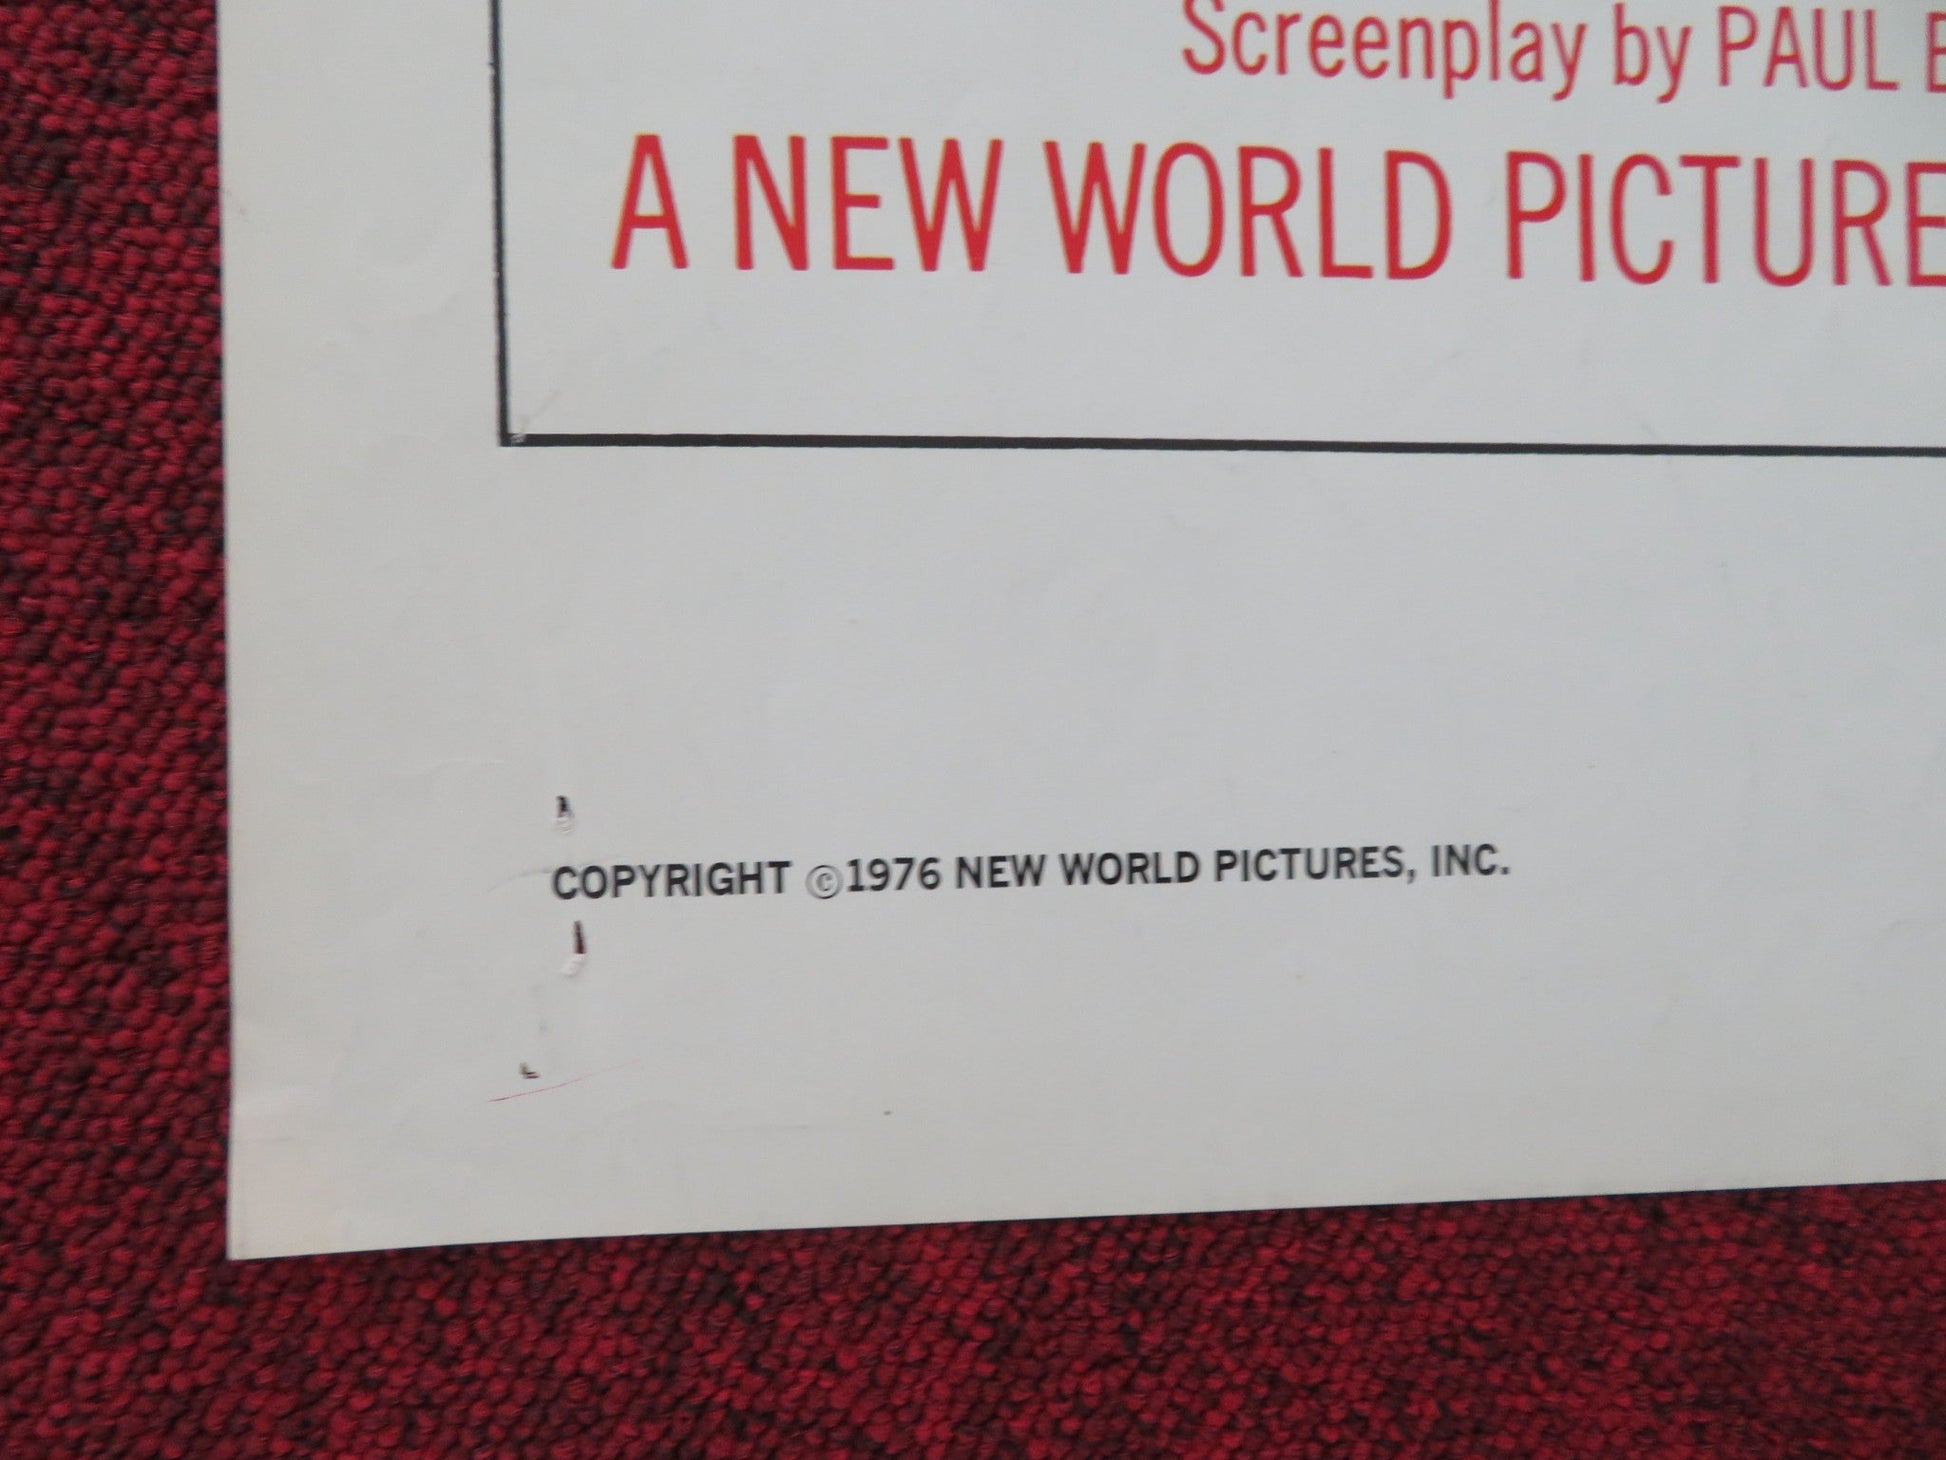 Screenplay by PAUL
A NEW WORLD PICTURE
COPYRIGHT ©1976 NEW WORLD PICTURES, INC.